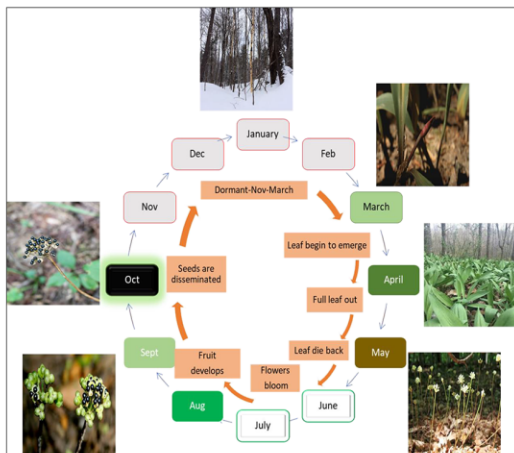 January
Feb
March
April
May
June
July
Aug
Sept
Oct
Nov
Dec
Dormant-Nov-March
Leaf begin to emerge
Full leaf out
Leaf die back
Flowers
bloom
Fruit
develops
Seeds are
disseminated